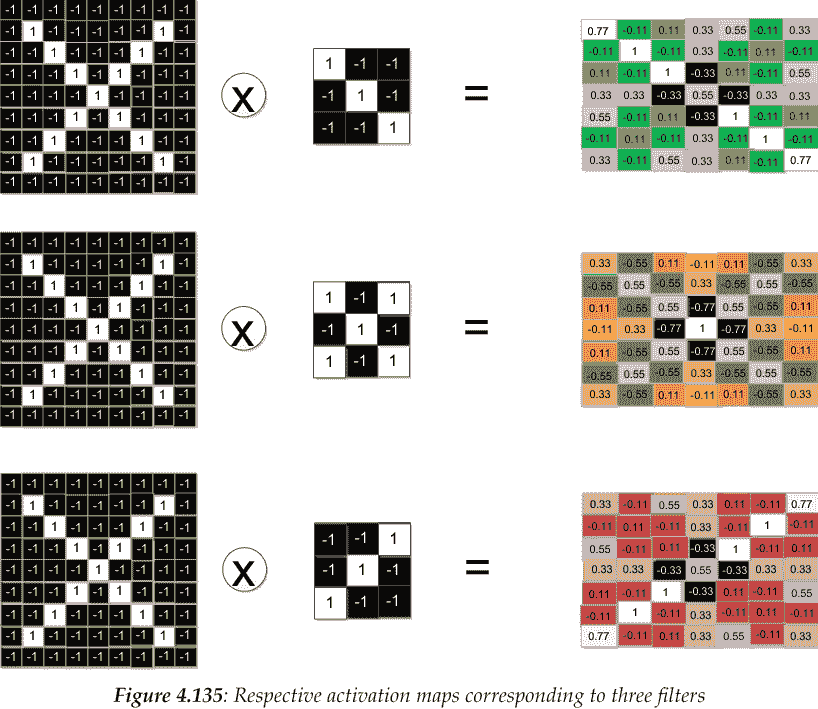 -1 -1 -1 -1 -1 -1 -1 -1 -1
-1 1 -1 -1 -1 -1 -1 1 -1
-1 -1 1 -1 -1 -1 1 -1 -1
-1 -1 -1 1 -1 1 -1 -1 -1
-1 -1 -1 -1 1 -1 -1 -1 -1
-1 -1 -1 1 -1 1 -1 -1 -1
-1 -1 1 -1 -1 -1 1 -1 -1
-1 1 -1 -1 -1 -1 -1 1 -1
-1 -1 -1 -1 -1 -1 -1 -1 -1
X
1 -1 -1
-1 1 -1
-1 -1 1
=
0.77 -0.11 0.11 0.33 0.55 -0.11 0.33
-0.11 1 -0.11 0.33 -0.11 0.11 -0.11
0.11 -0.11 1 -0.33 0.11 -0.11 0.55
0.33 0.33 -0.33 0.55 -0.33 0.33 0.33
0.55 -0.11 0.11 -0.33 1 -0.11 0.11
-0.11 0.11 -0.11 0.33 -0.11 1 -0.11
0.33 -0.11 0.55 0.33 0.11 -0.11 0.77
-1 -1 -1 -1 -1 -1 -1 -1 -1
-1 1 -1 -1 -1 -1 -1 1 -1
-1 -1 1 -1 -1 -1 1 -1 -1
-1 -1 -1 1 -1 1 -1 -1 -1
-1 -1 -1 -1 1 -1 -1 -1 -1
-1 -1 -1 1 -1 1 -1 -1 -1
-1 -1 1 -1 -1 -1 1 -1 -1
-1 1 -1 -1 -1 -1 -1 1 -1
-1 -1 -1 -1 -1 -1 -1 -1 -1
X
1 -1 1
-1 1 -1
1 -1 1
=
0.33 -0.55 0.11 -0.11 0.11 -0.55 0.33
-0.55 0.55 -0.55 0.33 -0.55 0.55 -0.55
0.11 -0.55 0.55 -0.77 0.55 -0.55 0.11
-0.11 0.33 -0.77 1 -0.77 0.33 -0.11
0.11 -0.55 0.55 -0.77 0.55 -0.55 0.11
-0.55 0.55 -0.55 0.33 -0.55 0.55 -0.55
0.33 -0.55 0.11 -0.11 0.11 -0.55 0.33
-1 -1 -1 -1 -1 -1 -1 -1 -1
-1 1 -1 -1 -1 -1 -1 1 -1
-1 -1 1 -1 -1 -1 1 -1 -1
-1 -1 -1 1 -1 1 -1 -1 -1
-1 -1 -1 -1 1 -1 -1 -1 -1
-1 -1 -1 1 -1 1 -1 -1 -1
-1 -1 1 -1 -1 -1 1 -1 -1
-1 1 -1 -1 -1 -1 -1 1 -1
-1 -1 -1 -1 -1 -1 -1 -1 -1
X
-1 -1 1
-1 1 -1
1 -1 -1
=
0.33 -0.11 0.55 0.33 -0.11 -0.11 0.77
-0.11 0.11 -0.11 0.33 -0.11 1 -0.11
0.55 -0.11 0.11 -0.33 1 -0.11 0.11
0.33 0.33 -0.33 0.55 -0.33 0.33 0.33
0.11 -0.11 1 -0.33 0.11 -0.11 0.55
-0.11 1 -0.11 0.33 -0.11 0.11 -0.11
0.77 -0.11 -0.11 0.33 0.55 -0.11 0.33
Figure 4.135: Respective activation maps corresponding to three filters